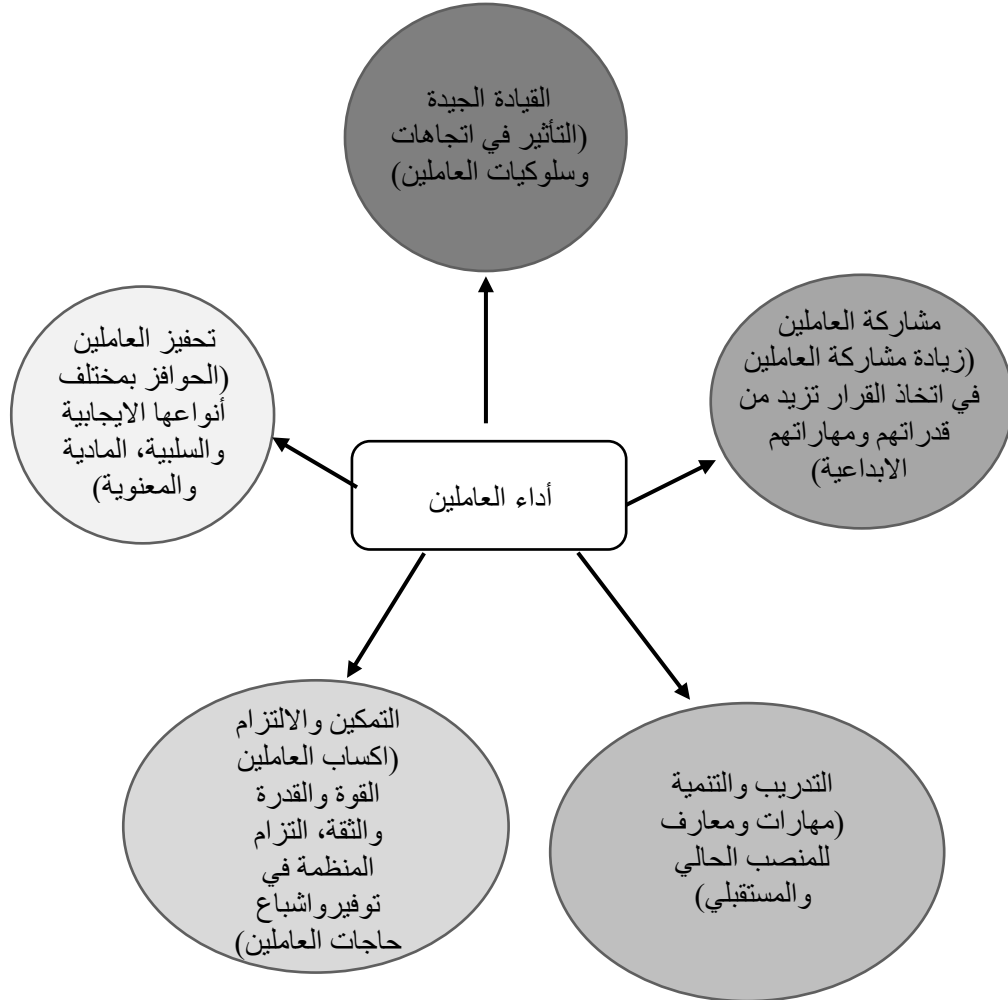 القيادة الجيدة
(التأثير في اتجاهات
وسلوكيات العاملين)
مشاركة العاملين
(زيادة مشاركة العاملين
في اتخاذ القرار تزيد من
قدراتهم ومهاراتهم
الابداعية)
تحفيز العاملين
(الحوافز بمختلف
أنواعها الايجابية
والسلبية، المادية
والمعنوية)
أداء العاملين
التدريب والتنمية
(مهارات ومعارف
للمنصب الحالي
والمستقبلي)
التمكين والالتزام
(اكساب العاملين
القوة والقدرة
والثقة، التزام
المنظمة في
توفيرواشباع
حاجات العاملين)